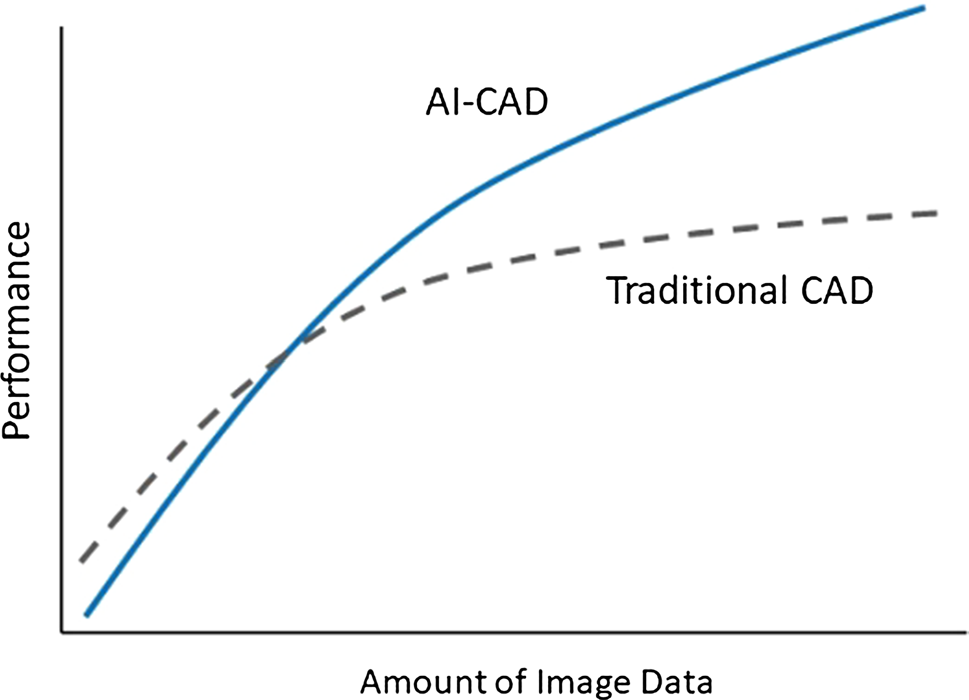 AI-CAD
Performance
Traditional CAD
Amount of Image Data